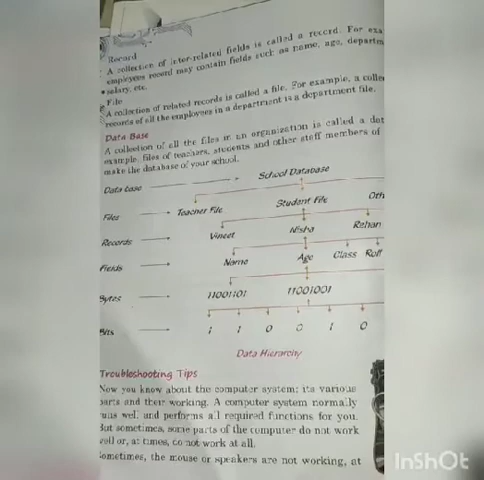 Record
A collection of inter-related fields is called a record. For exa
employees record may contain fields such as name, age, departm
salary, etc.
File
A collection of related records is called a file. For example, a colle
records of all the employees in a department is a department file.
Data Base
A collection of all the files in an organization is called a dat
example, files of teachers, students and other staff members of
make the database of your school.
Data base School Database
Files Teacher File Student File Oth
Records Vineet Nisha Rehan
Fields Name Age Class Roll
Bytes 11001101 11001001
Bits 1 1 0 0 1 0
Data Hierarchy
Troubleshooting Tips
Now you know about the computer system; its various
parts and their working. A computer system normally
runs well and performs all required functions for you.
But sometimes, some parts of the computer do not work
well or, at times, do not work at all.
Sometimes, the mouse or speakers are not working, at
InShOt